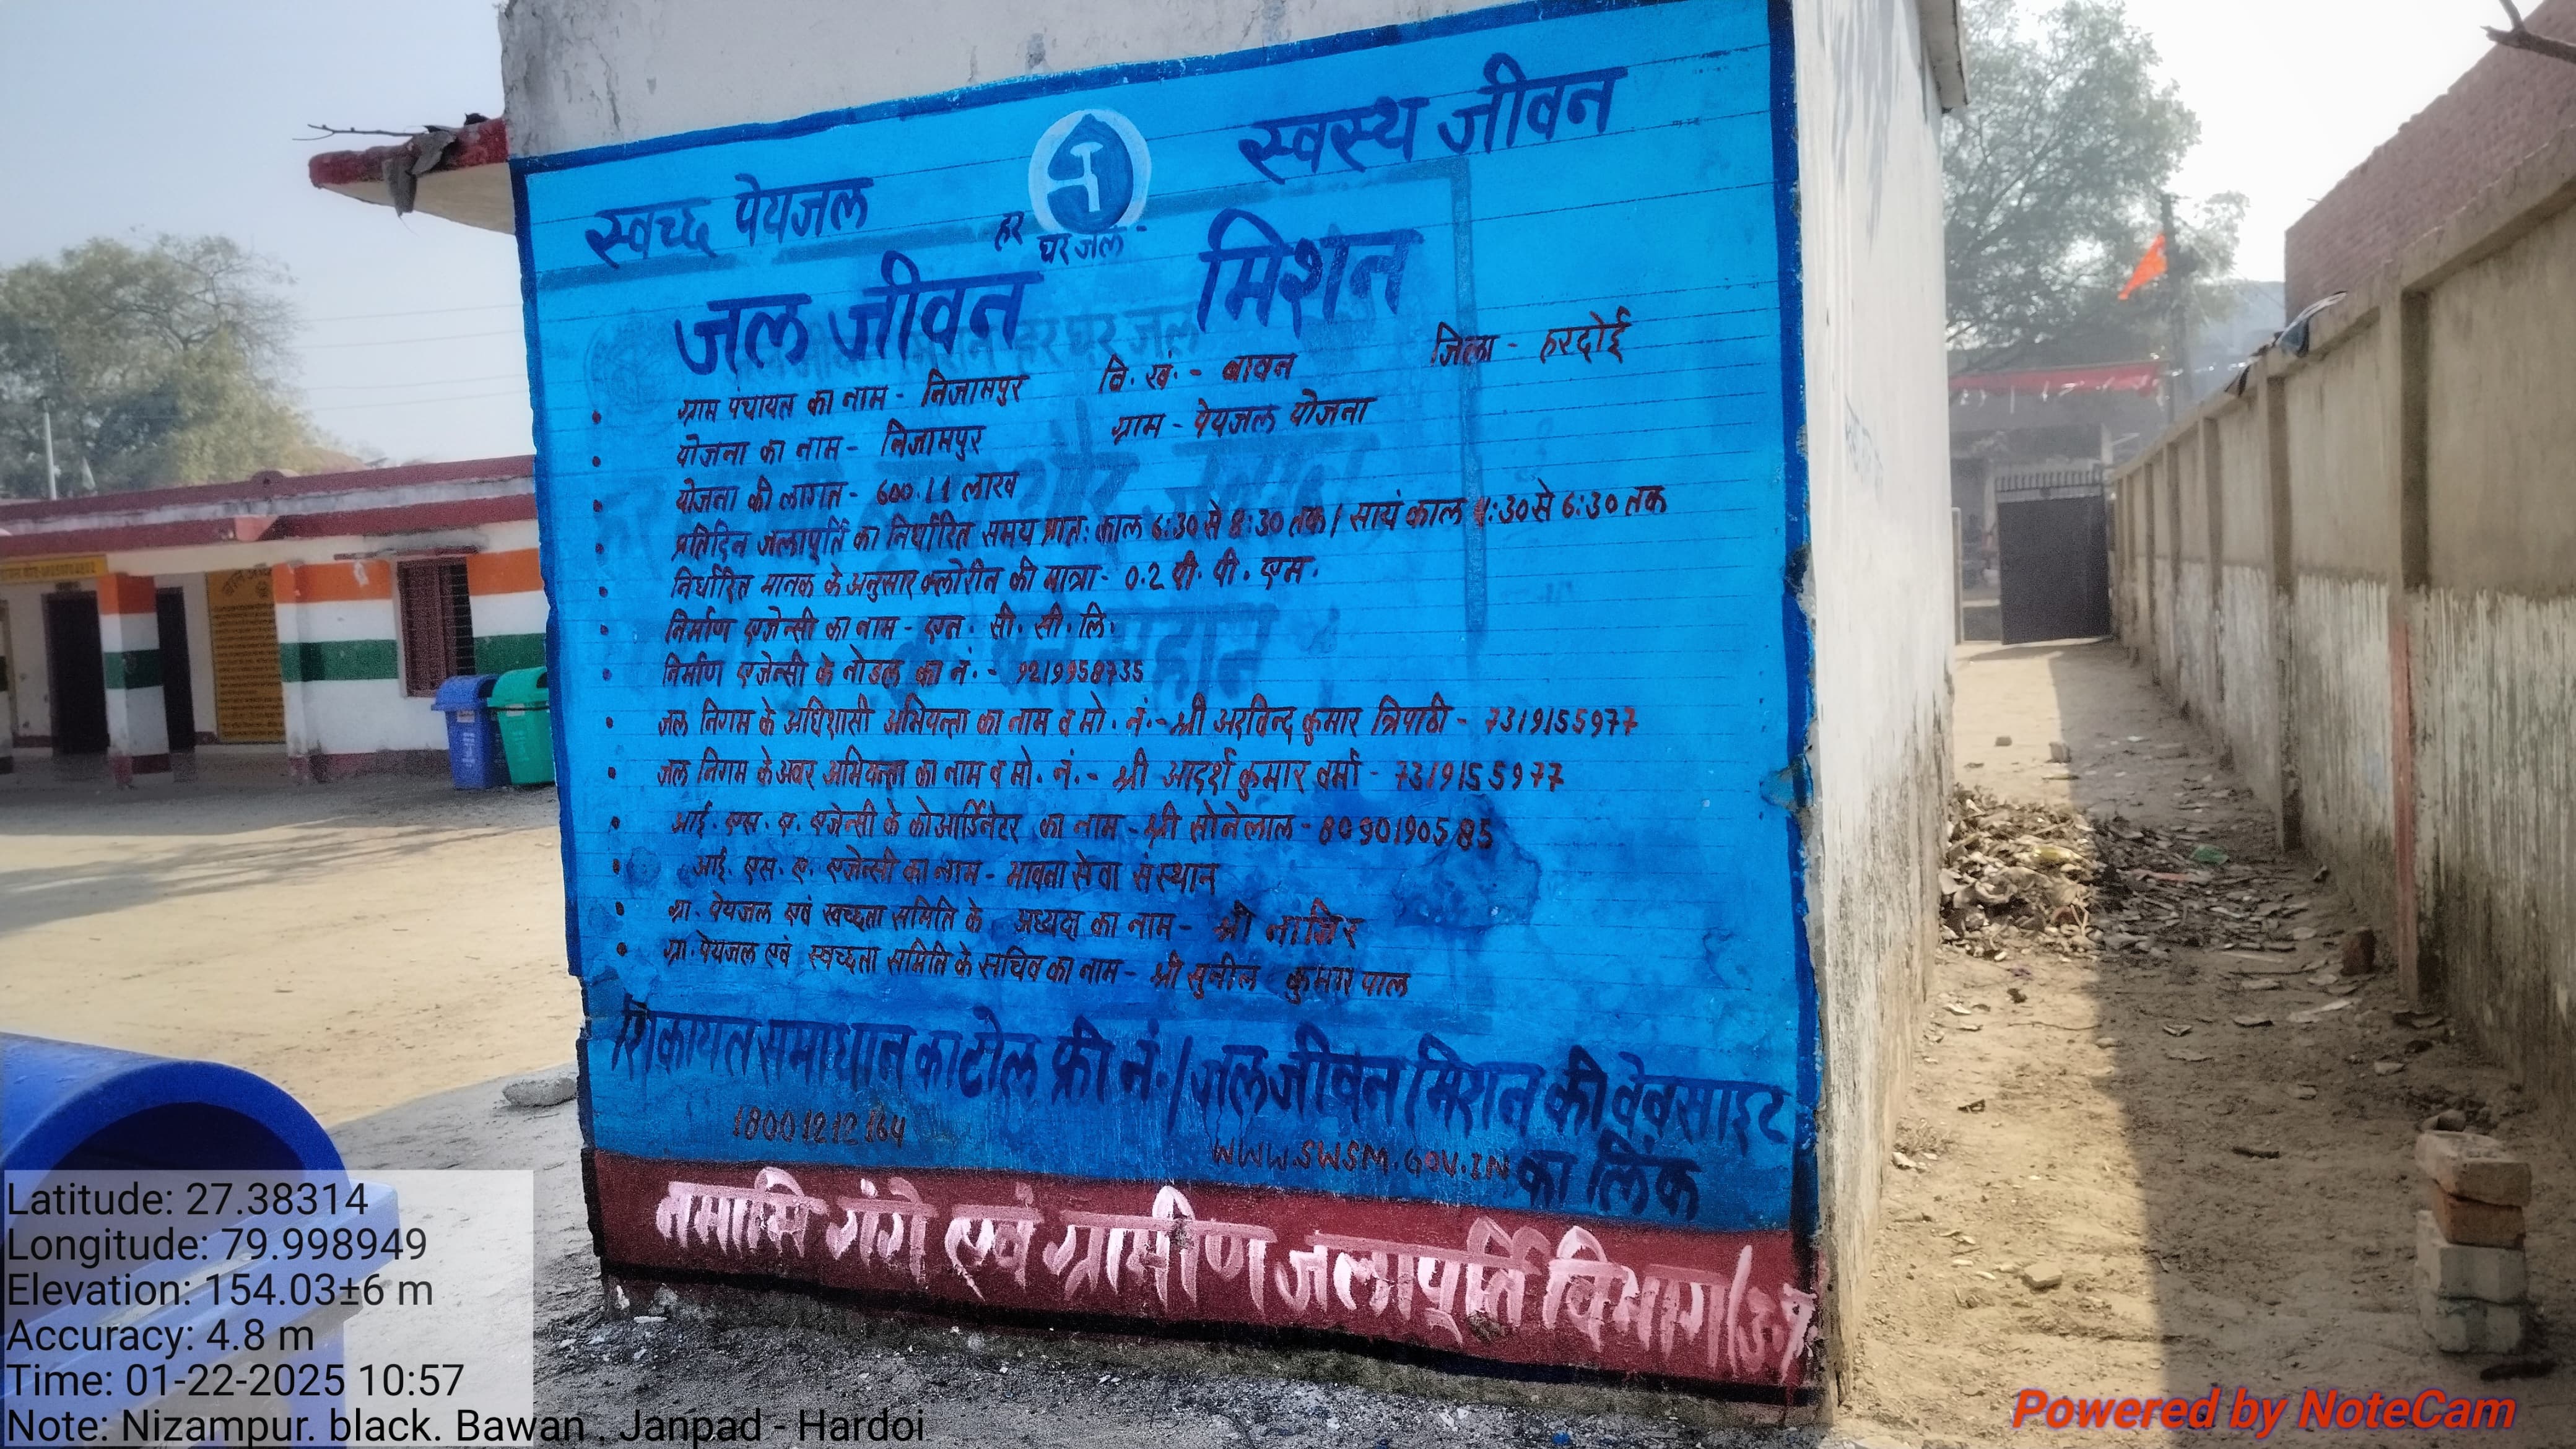 स्वच्छ पेयजल
स्वस्थ जीवन
हर घर जल
जल जीवन मिशन
ग्राम पंचायत का नाम - निजामपुर वि. खं. - बावन जिला - हरदोई
योजना का नाम - निजामपुर ग्राम - पेयजल योजना
योजना की लागत - 600.11 लाख
प्रतिदिन जलापूर्ति का निर्धारित समय प्रातः काल 6:30 से 8:30 तक / सायं काल 4:30 से 6:30 तक
निर्धारित मानक के अनुसार क्लोरीन की मात्रा - 0.2 पी. पी. एम.
निर्माण एजेन्सी का नाम - एन. सी. सी. लि.
निर्माण एजेन्सी के नोडल का नं. - 9219958735
जल निगम के अधिशासी अभियन्ता का नाम व मो. नं. - श्री अरविन्द कुमार त्रिपाठी - 7319155977
जल निगम के अवर अभियन्ता का नाम व मो. नं. - श्री आदर्श कुमार वर्मा - 7319155977
आई. एस. ए. एजेन्सी के कोआर्डिनेटर का नाम - श्री सोनेलाल - 8090190585
आई. एस. ए. एजेन्सी का नाम - भावना सेवा संस्थान
ग्रा. पेयजल एवं स्वच्छता समिति के अध्यक्ष का नाम - श्री नाजिर
ग्रा. पेयजल एवं स्वच्छता समिति के सचिव का नाम - श्री सुनील कुमार पाल
शिकायत समाधान का टोल फ्री नं. / जल जीवन मिशन की वेबसाइट
18001212164 WWW.SWSM.GOV.IN का लिंक
नमामि गंगे एवं ग्रामीण जलापूर्ति विभाग (उ.प्र.
Latitude: 27.38314
Longitude: 79.998949
Elevation: 154.03±6 m
Accuracy: 4.8 m
Time: 01-22-2025 10:57
Note: Nizampur. black. Bawan , Janpad - Hardoi
Powered by NoteCam